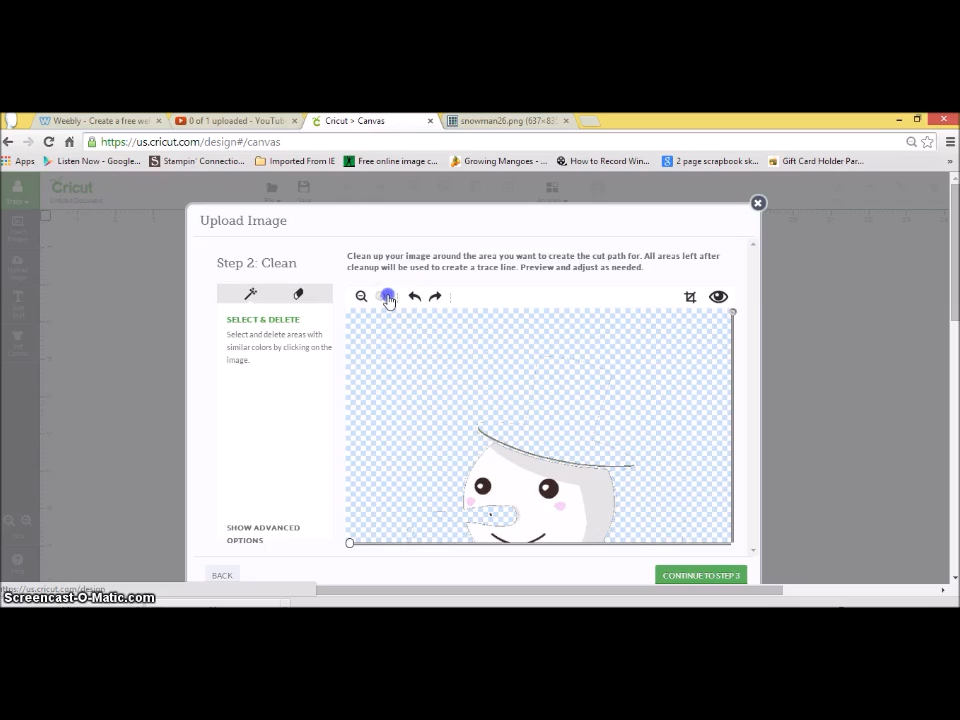 Weebly - Create a free we
0 of 1 uploaded - YouTub
Cricut > Canvas
snowman26.png (637×83
https://us.cricut.com/design#/canvas
Apps
Listen Now - Google...
Stampin' Connectio...
Imported From IE
Free online image c...
Growing Mangoes - ...
How to Record Win...
2 page scrapbook sk...
Gift Card Holder Par...
Cricut
Upload Image
Step 2: Clean
Clean up your image around the area you want to create the cut path for. All areas left after
cleanup will be used to create a trace line. Preview and adjust as needed.
SELECT & DELETE
Select and delete areas with
similar colors by clicking on the
image.
SHOW ADVANCED
OPTIONS
BACK
CONTINUE TO STEP 3
Screencast-O-Matic.com